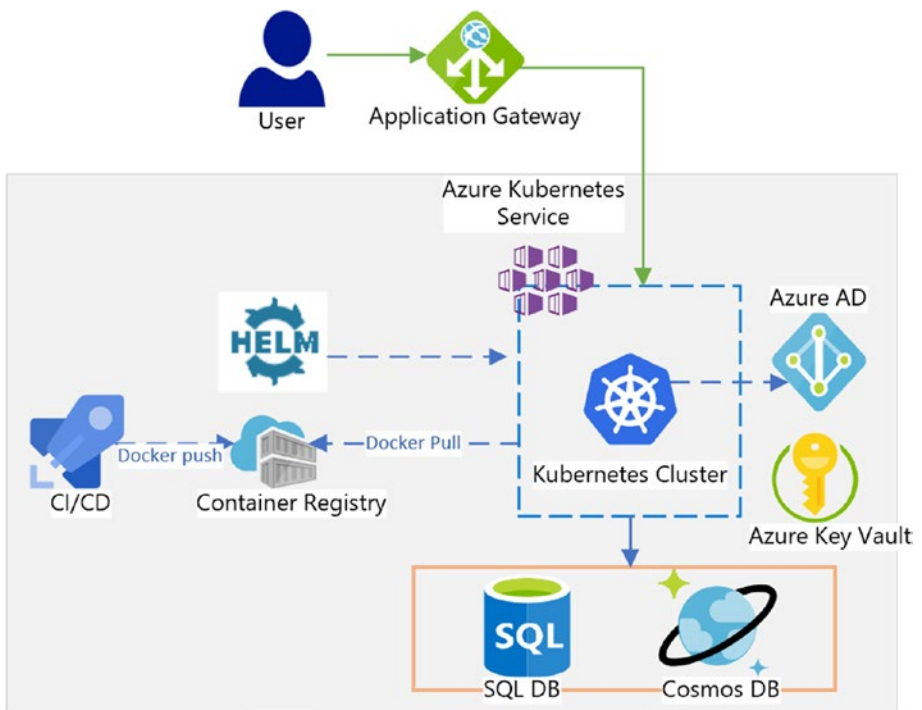 User
Application Gateway
Azure Kubernetes
Service
Azure AD
HELM
Docker push
Docker Pull
CI/CD
Container Registry
Kubernetes Cluster
Azure Key Vault
SQL
SQL DB
Cosmos DB